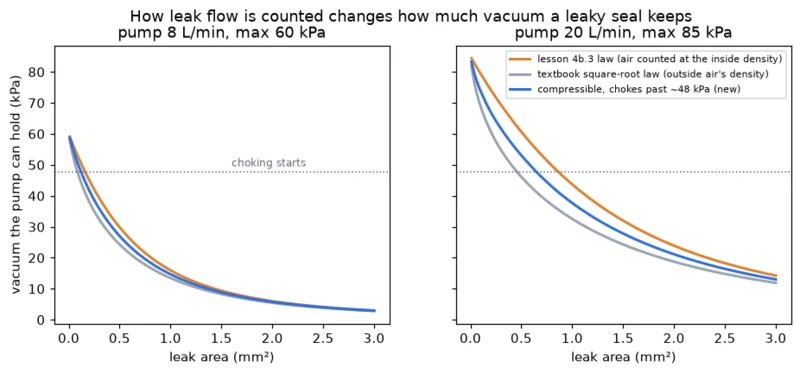 How leak flow is counted changes how much vacuum a leaky seal keeps
pump 8 L/min, max 60 kPa
pump 20 L/min, max 85 kPa
vacuum the pump can hold (kPa)
80
70
60
50
40
30
20
10
0
choking starts
0.0 0.5 1.0 1.5 2.0 2.5 3.0
leak area (mm²)
lesson 4b.3 law (air counted at the inside density)
textbook square-root law (outside air's density)
compressible, chokes past ~48 kPa (new)
0.0 0.5 1.0 1.5 2.0 2.5 3.0
leak area (mm²)